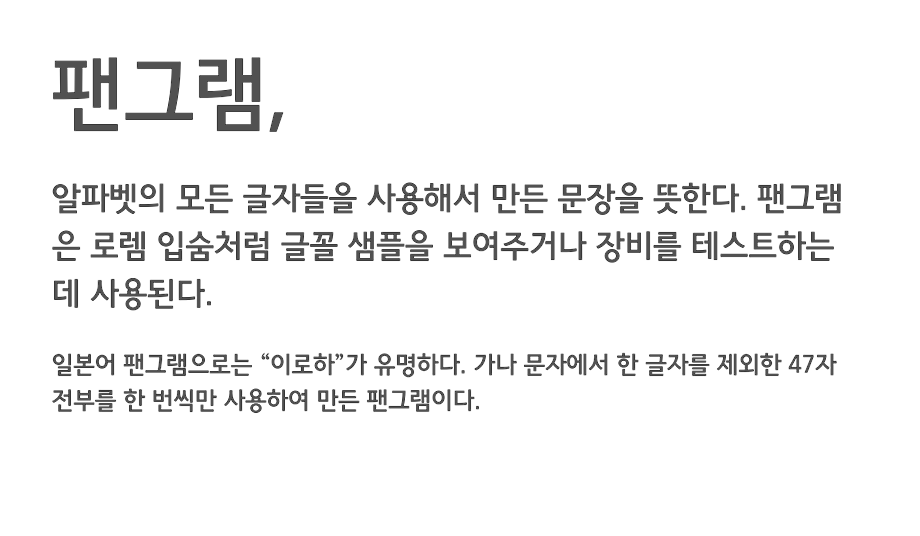 팬그램,
알파벳의 모든 글자들을 사용해서 만든 문장을 뜻한다. 팬그램
은 로렘 입숨처럼 글꼴 샘플을 보여주거나 장비를 테스트하는
데 사용된다.
일본어 팬그램으로는 “이로하”가 유명하다. 가나 문자에서 한 글자를 제외한 47자
전부를 한 번씩만 사용하여 만든 팬그램이다.